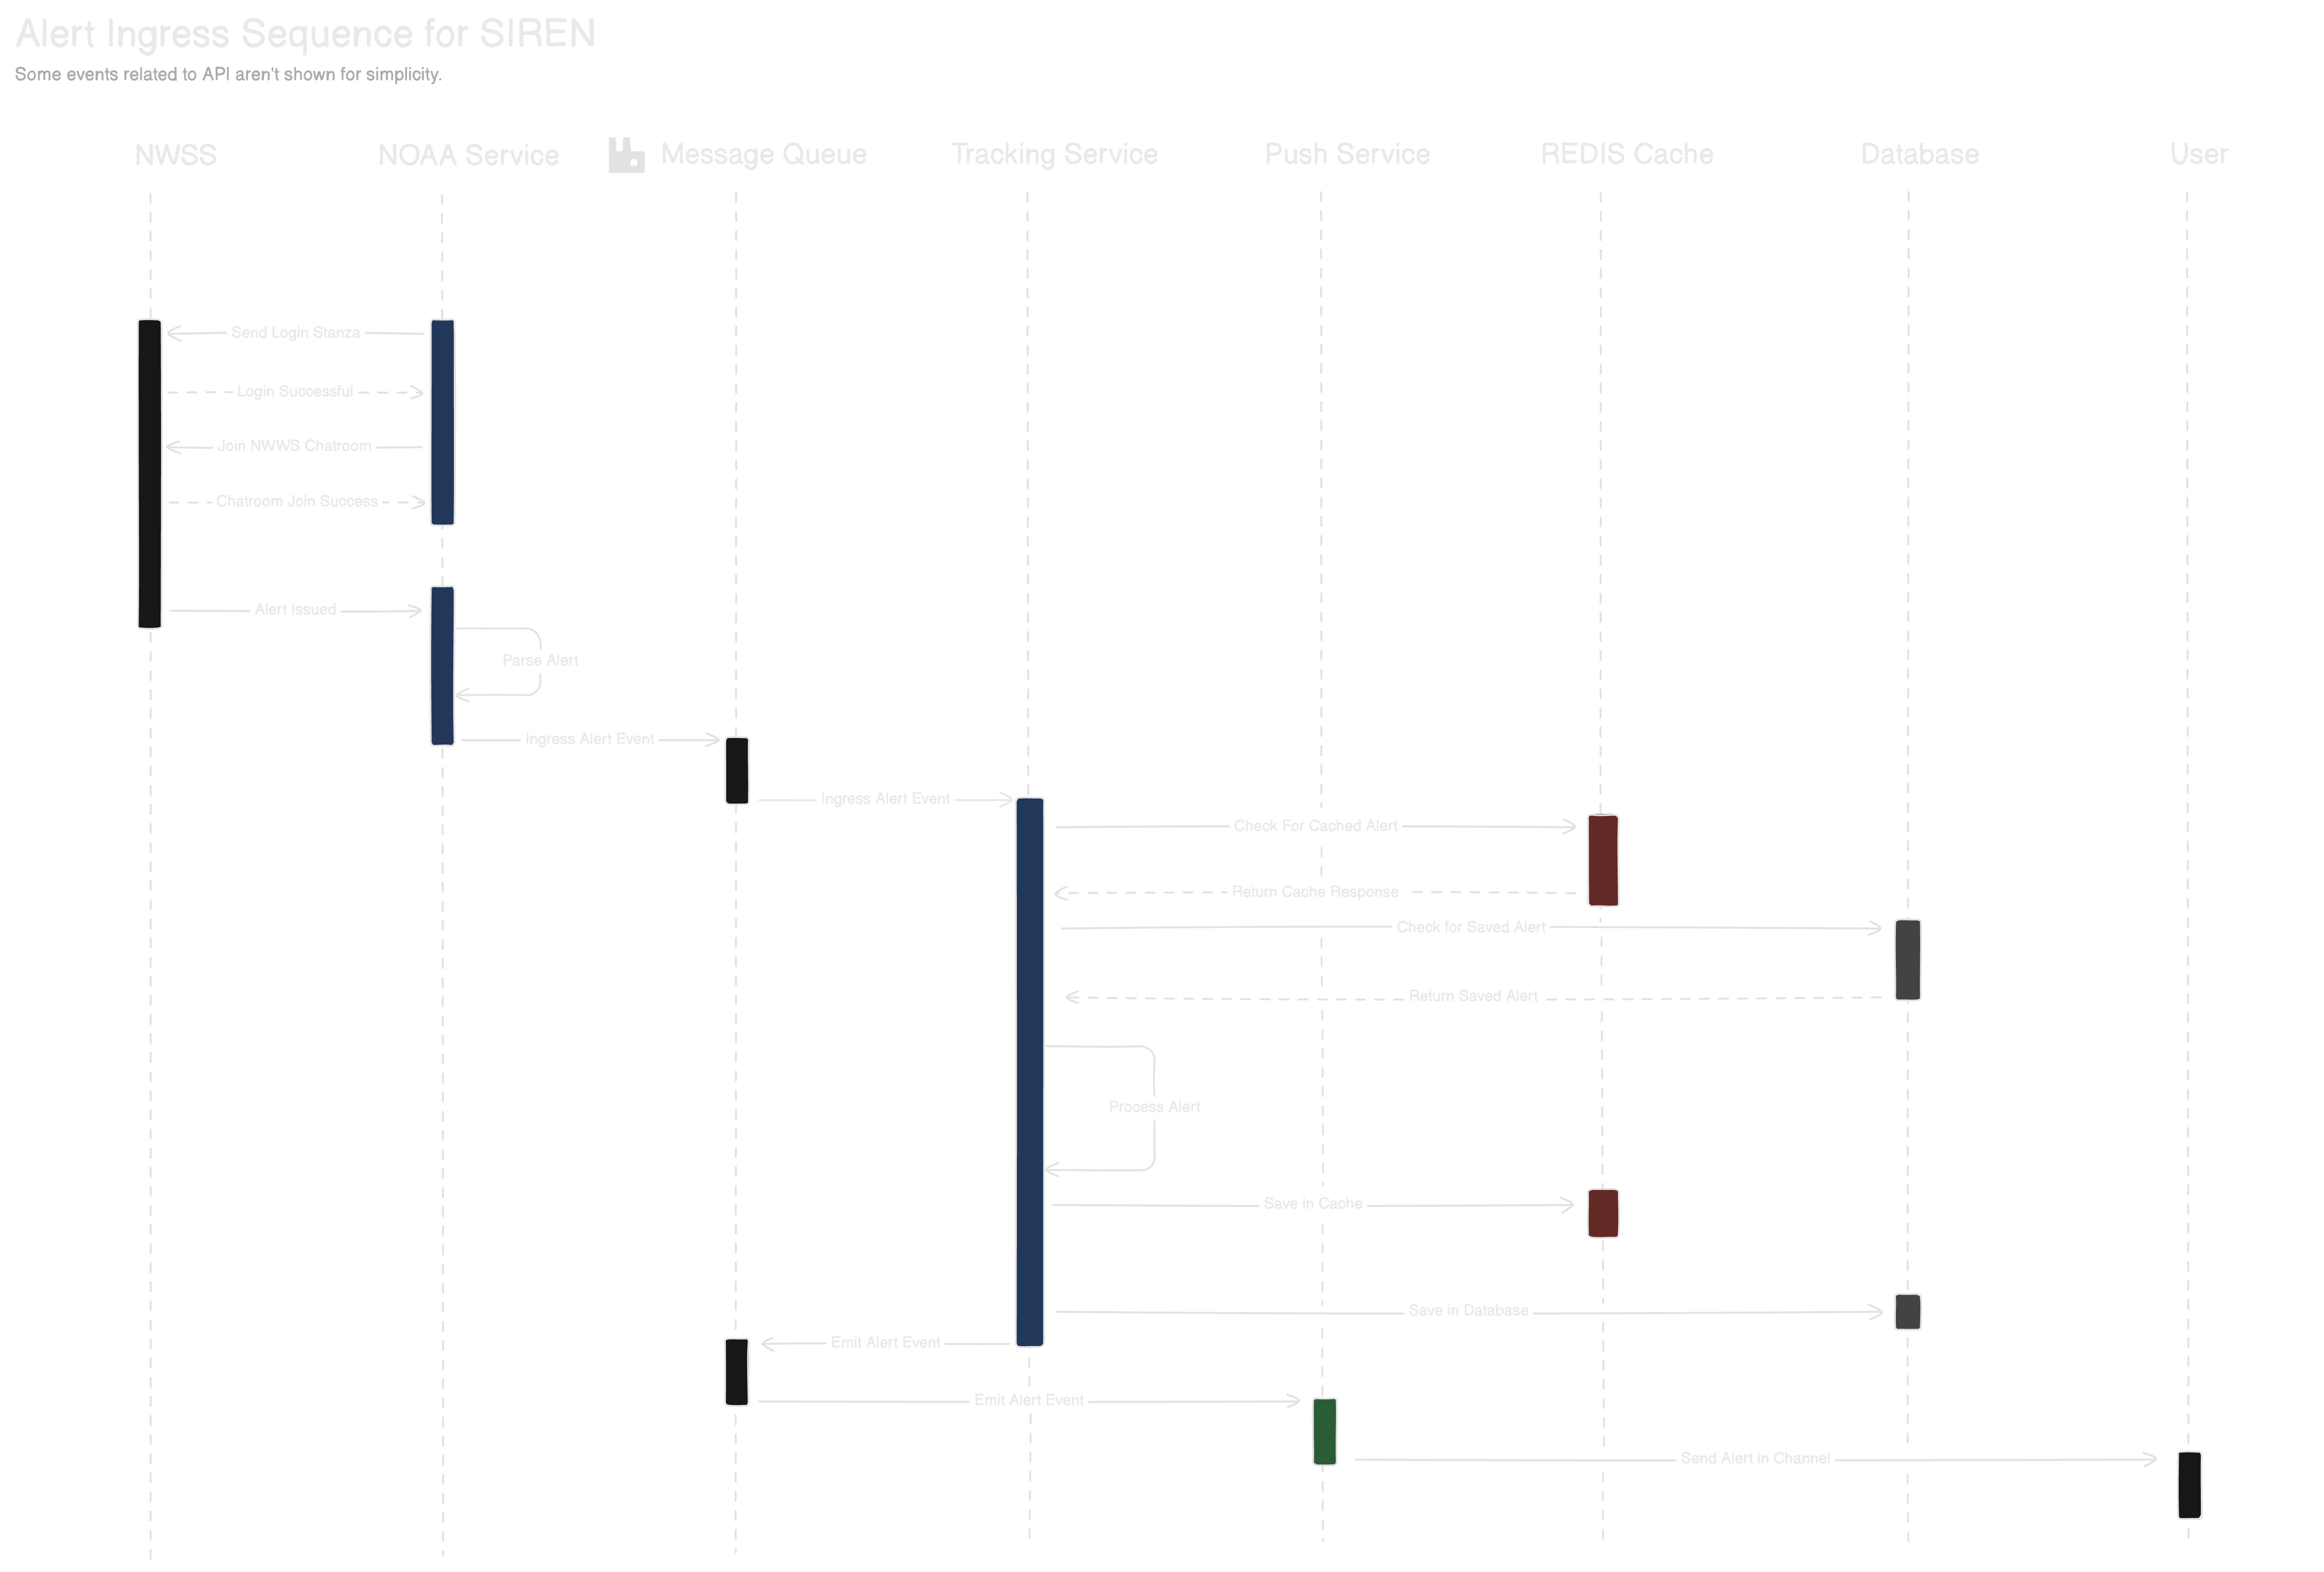 Alert Ingress Sequence for SIREN
Some events related to API aren't shown for simplicity.
NWSS
NOAA Service
Message Queue
Tracking Service
Push Service
REDIS Cache
Database
User
Send Login Stanza
Login Successful
Join NWWS Chatroom
Chatroom Join Success
Alert Issued
Parse Alert
Ingress Alert Event
Ingress Alert Event
Check For Cached Alert
Return Cache Response
Check for Saved Alert
Return Saved Alert
Process Alert
Save in Cache
Save in Database
Emit Alert Event
Emit Alert Event
Send Alert in Channel